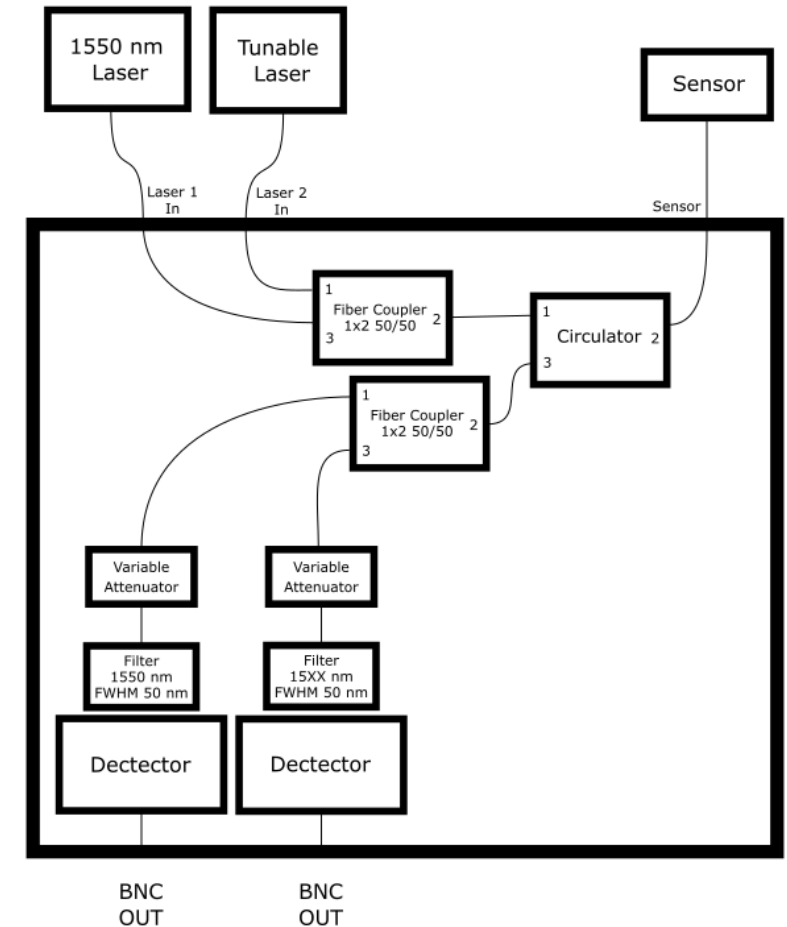 1550 nm
Laser
Tunable
Laser
Sensor
Laser 1
In
Laser 2
In
Sensor
1
Fiber Coupler
1x2 50/50
2
3
1
Circulator
2
3
1
Fiber Coupler
1x2 50/50
2
3
Variable
Attenuator
Variable
Attenuator
Filter
1550 nm
FWHM 50 nm
Filter
15XX nm
FWHM 50 nm
Dectector
Dectector
BNC
OUT
BNC
OUT